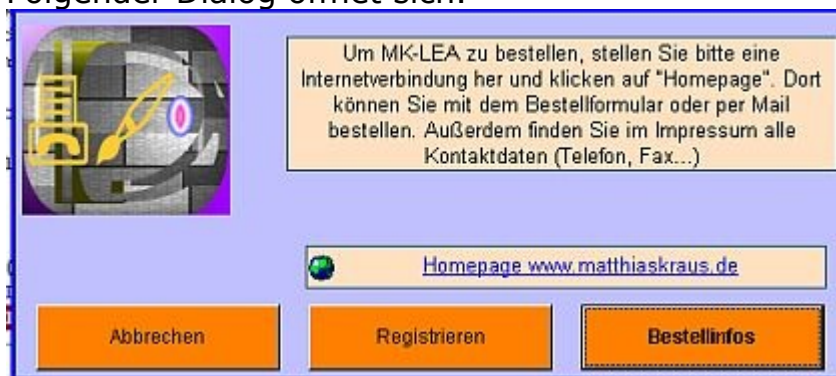 Folgender Dialog öffnet sich:
Um MK-LEA zu bestellen, stellen Sie bitte eine
Internetverbindung her und klicken auf "Homepage". Dort
können Sie mit dem Bestellformular oder per Mail
bestellen. Außerdem finden Sie im Impressum alle
Kontaktdaten (Telefon, Fax...)
Homepage www.matthiaskraus.de
Abbrechen
Registrieren
Bestellinfos